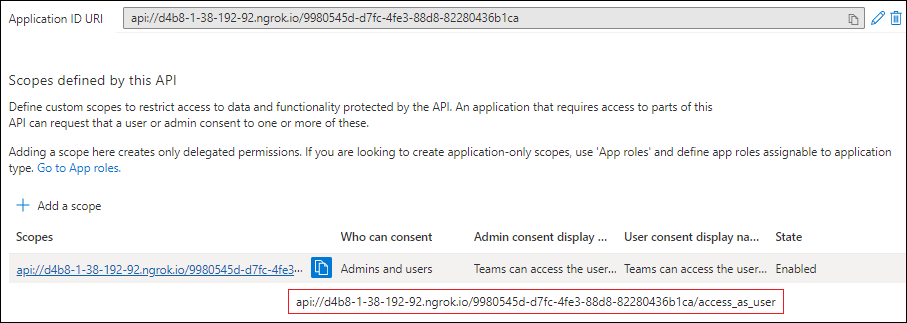 Application ID URI api://d4b8-1-38-192-92.ngrok.io/9980545d-d7fc-4fe3-88d8-82280436b1ca
Scopes defined by this API
Define custom scopes to restrict access to data and functionality protected by the API. An application that requires access to parts of this
API can request that a user or admin consent to one or more of these.
Adding a scope here creates only delegated permissions. If you are looking to create application-only scopes, use 'App roles' and define app roles assignable to application
type. Go to App roles.
Add a scope
Scopes Who can consent Admin consent display ... User consent display na... State
api://d4b8-1-38-192-92.ngrok.io/9980545d-d7fc-4fe3-... Admins and users Teams can access the user... Teams can access the user... Enabled
api://d4b8-1-38-192-92.ngrok.io/9980545d-d7fc-4fe3-88d8-82280436b1ca/access_as_user